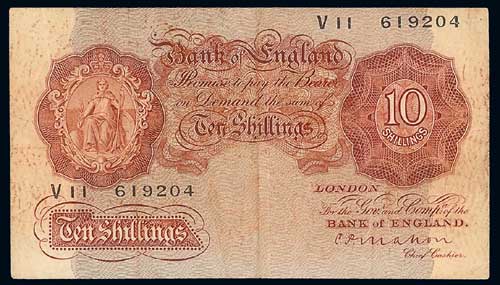 V11 619204
Bank of England
Promise to pay the Bearer
on Demand the sum of
Ten Shillings
10
SHILLINGS
V11 619204
Ten Shillings
LONDON
For the Gov.r and Comp.a of the
BANK OF ENGLAND.
C P Mahon
Chief Cashier.